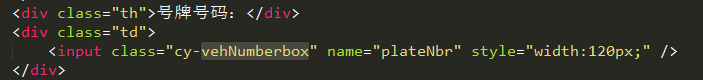 <div class="th">号牌号码：</div>
<div class="td">
<input class="cy-vehNumberbox" name="plateNbr" style="width:120px;" />
</div>